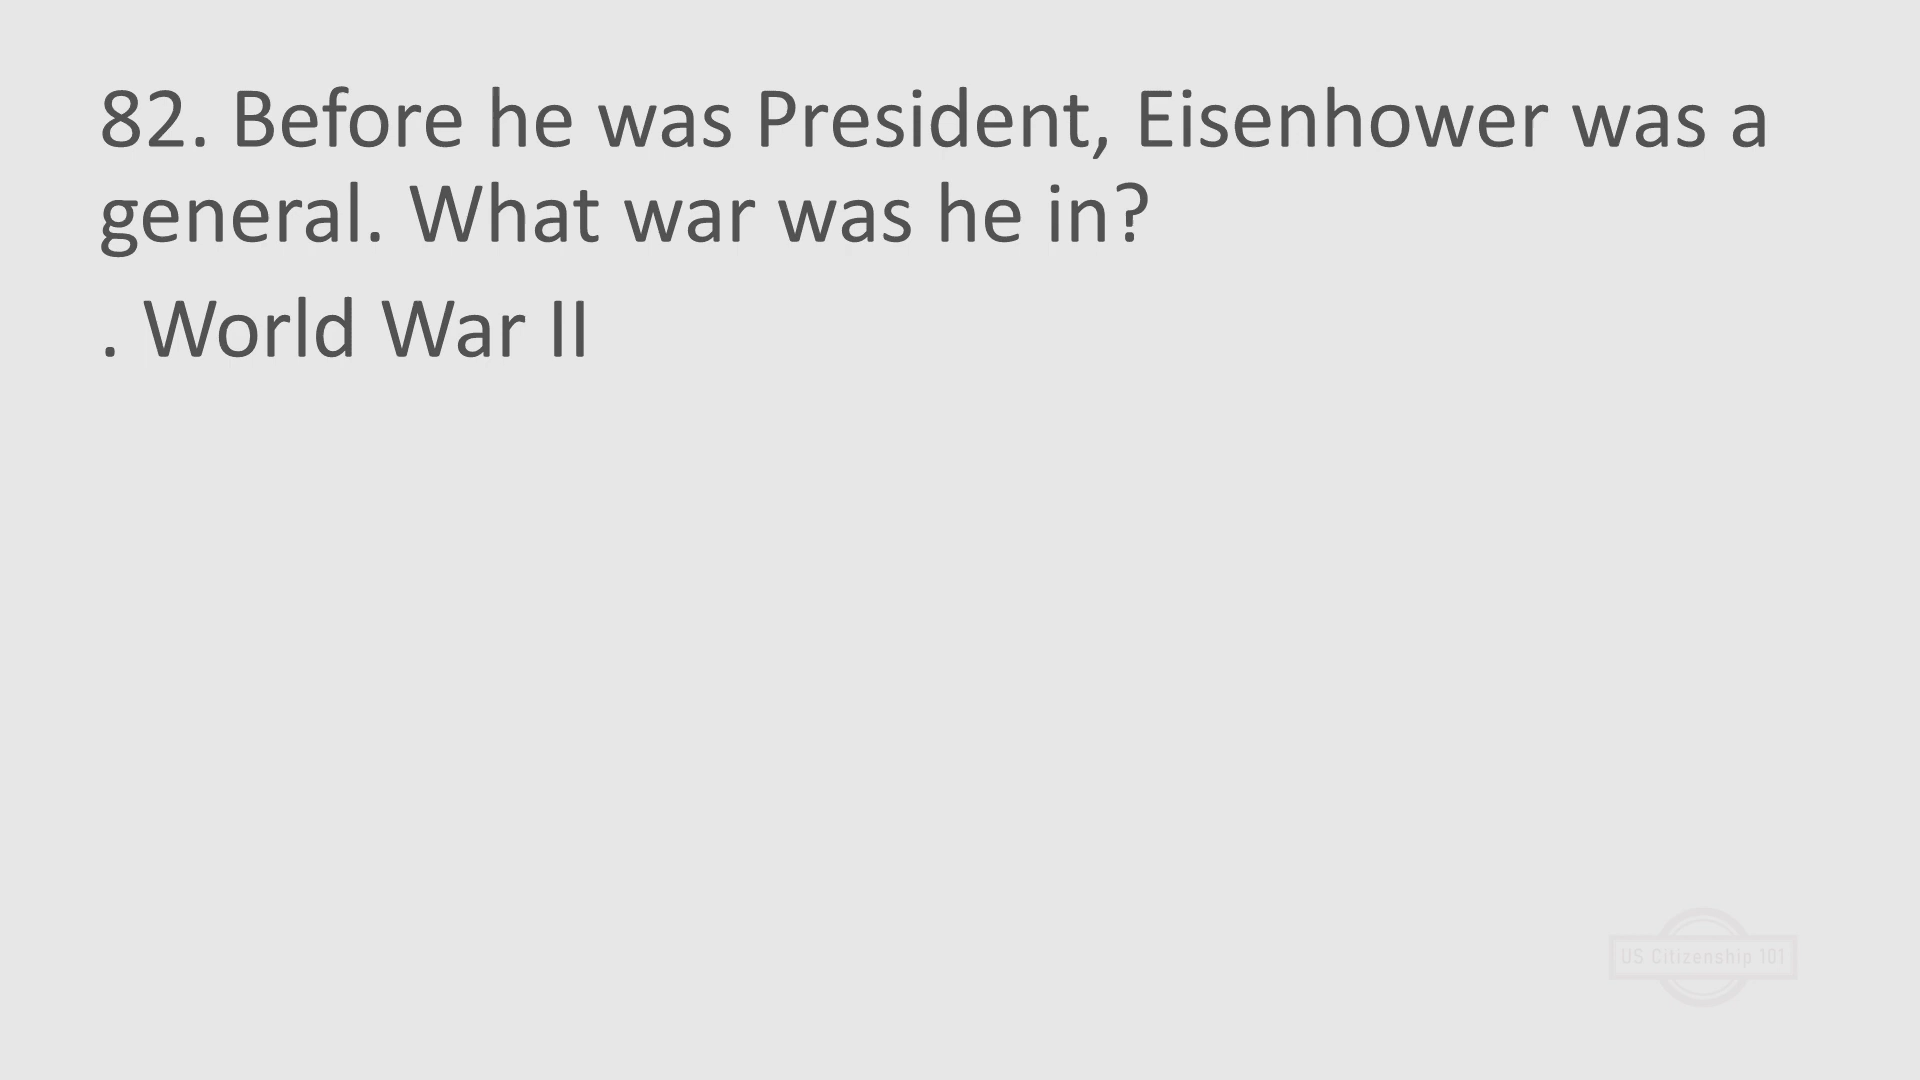 82. Before he was President, Eisenhower was a
general. What war was he in?
. World War II
US Citizenship 101